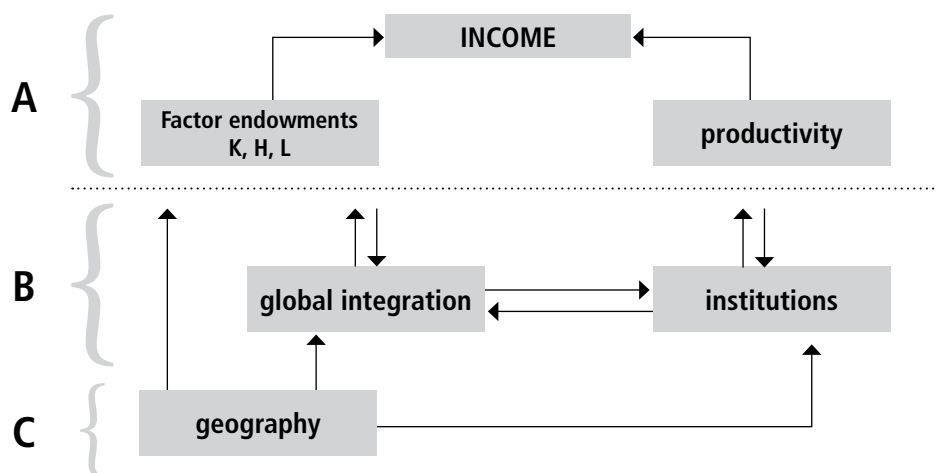 A
INCOME
Factor endowments
K, H, L
productivity
B
global integration
institutions
C
geography